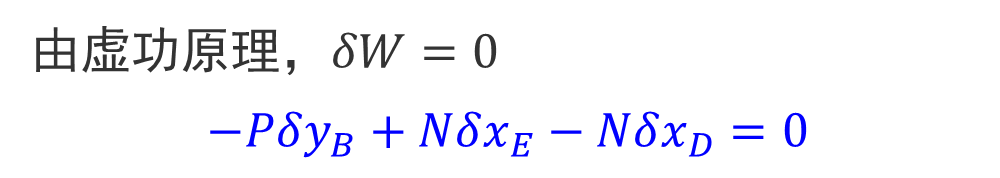 由虚功原理，𝛿𝑊 = 0
−𝑃𝛿𝑦_𝐵 + 𝑁𝛿𝑥_𝐸 − 𝑁𝛿𝑥_𝐷 = 0